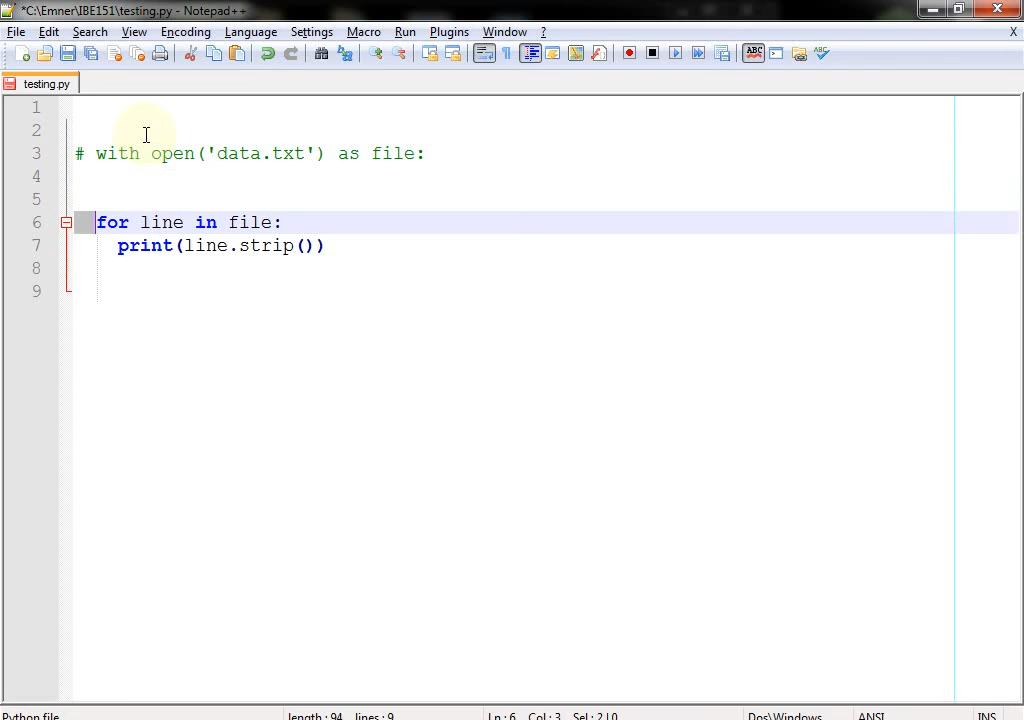 *C:\Emner\IBE151\testing.py - Notepad++
File Edit Search View Encoding Language Settings Macro Run Plugins Window ? X
ABC ABC
testing.py
1
2
3 # with open('data.txt') as file:
4
5
6 for line in file:
7 print(line.strip())
8
9
Python file length : 94 lines : 9 Ln : 6 Col : 3 Sel : 2 | 0 Dos\Windows ANSI INS